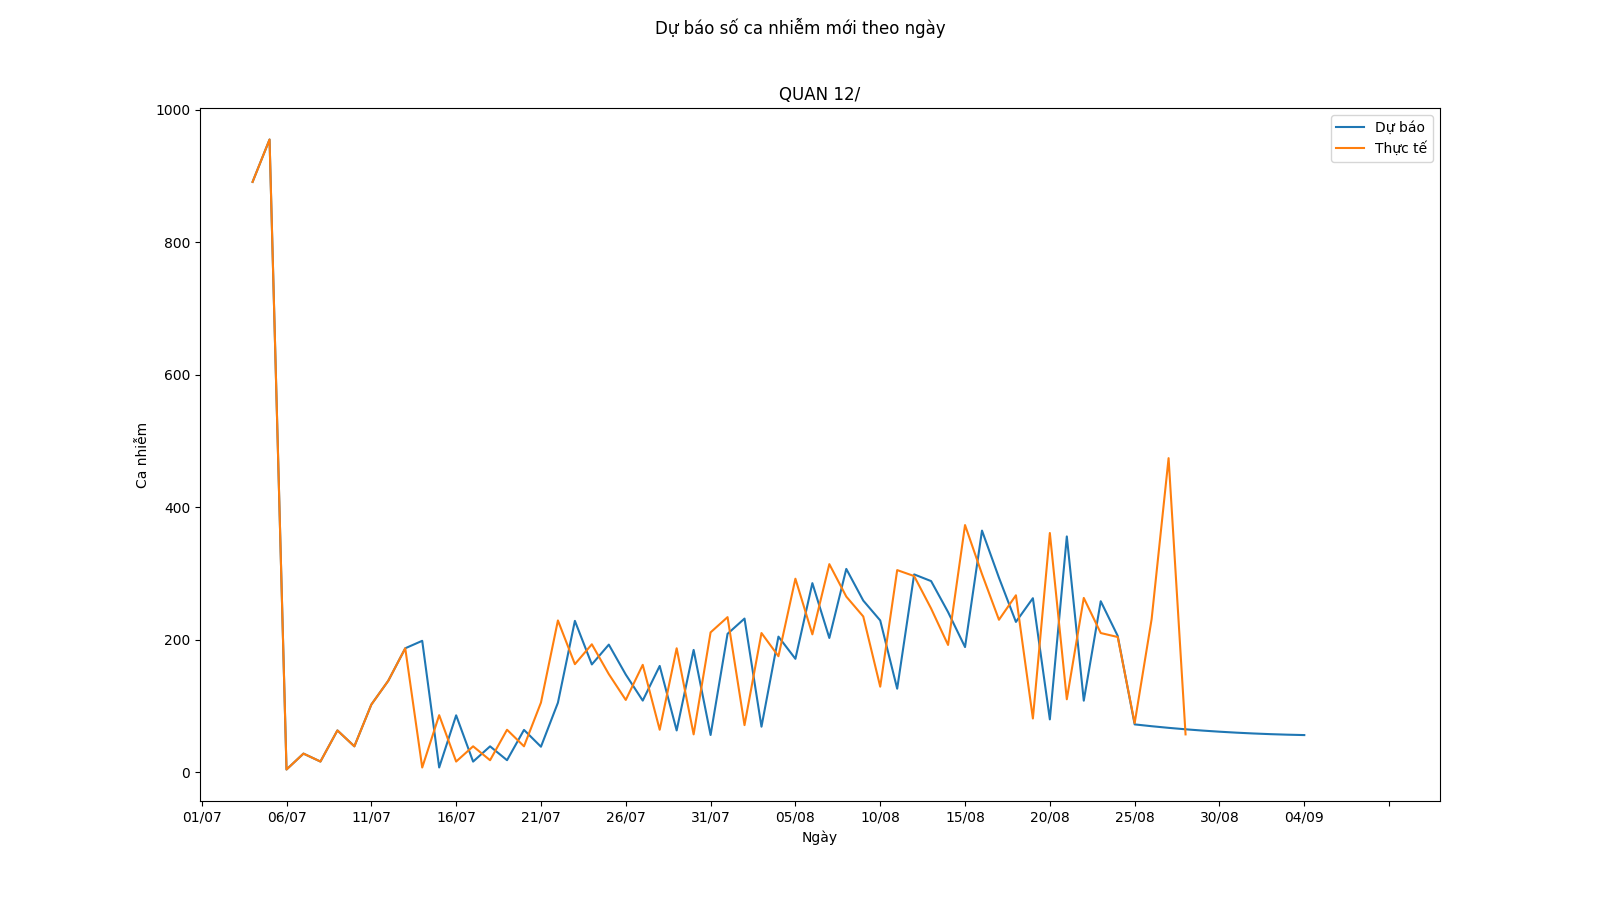 Dự báo số ca nhiễm mới theo ngày
QUAN 12/
Dự báo
Thực tế
1000
800
600
400
200
0
Ca nhiễm
01/07 06/07 11/07 16/07 21/07 26/07 31/07 05/08 10/08 15/08 20/08 25/08 30/08 04/09
Ngày